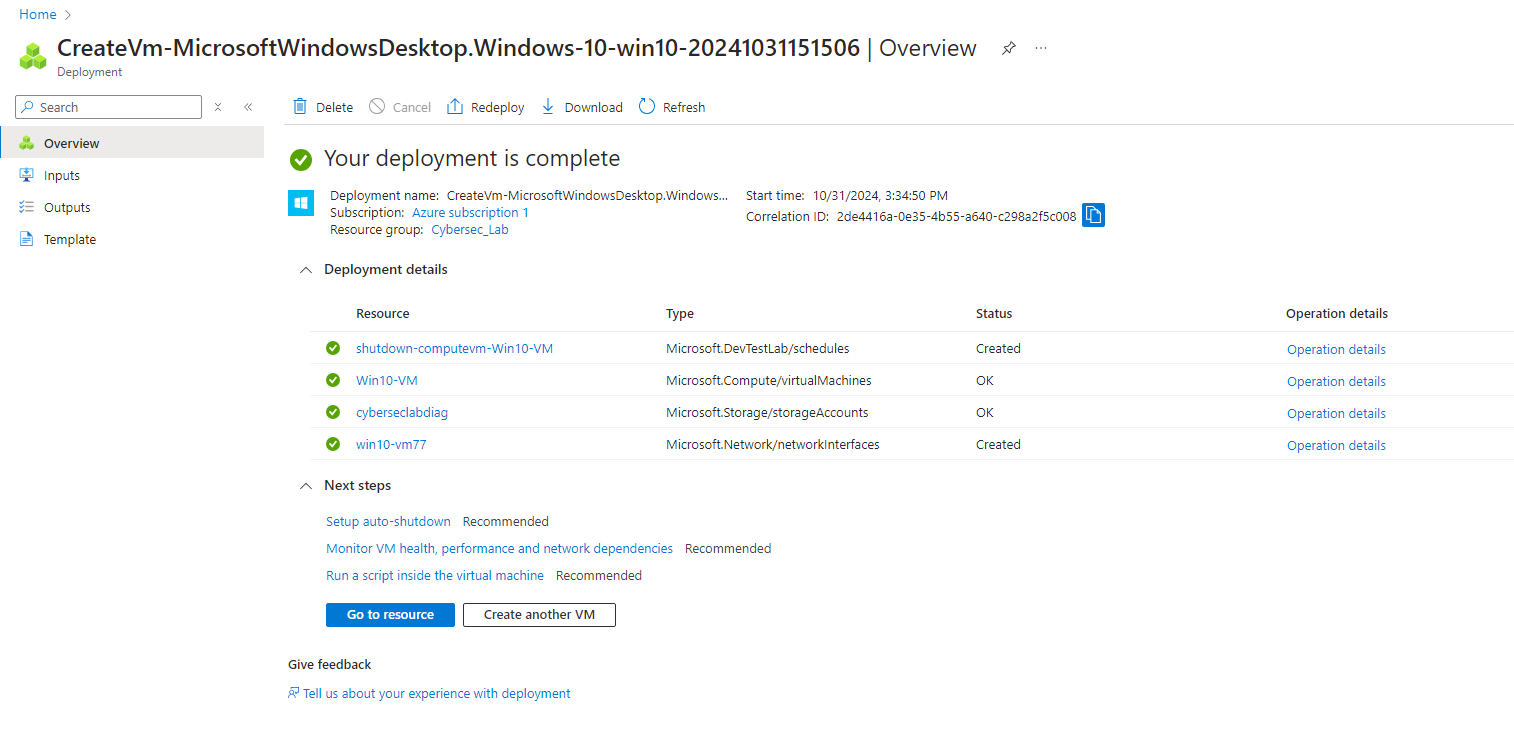 Home
CreateVm-MicrosoftWindowsDesktop.Windows-10-win10-20241031151506 | Overview
Deployment
Search
Delete Cancel Redeploy Download Refresh
Overview
Inputs
Outputs
Template
Your deployment is complete
Deployment name: CreateVm-MicrosoftWindowsDesktop.Windows... Start time: 10/31/2024, 3:34:50 PM
Subscription: Azure subscription 1 Correlation ID: 2de4416a-0e35-4b55-a640-c298a2f5c008
Resource group: Cybersec_Lab
Deployment details
Resource Type Status Operation details
shutdown-computevm-Win10-VM Microsoft.DevTestLab/schedules Created Operation details
Win10-VM Microsoft.Compute/virtualMachines OK Operation details
cyberseclabdiag Microsoft.Storage/storageAccounts OK Operation details
win10-vm77 Microsoft.Network/networkInterfaces Created Operation details
Next steps
Setup auto-shutdown Recommended
Monitor VM health, performance and network dependencies Recommended
Run a script inside the virtual machine Recommended
Go to resource Create another VM
Give feedback
Tell us about your experience with deployment